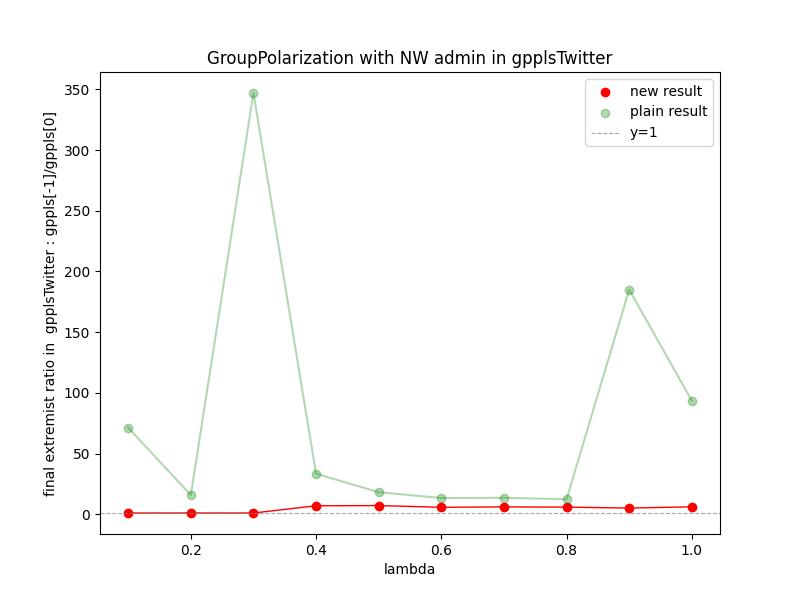 GroupPolarization with NW admin in gpplsTwitter
final extremist ratio in  gpplsTwitter : gppls[-1]/gppls[0]
350
300
250
200
150
100
50
0
new result
plain result
y=1
0.2 0.4 0.6 0.8 1.0
lambda